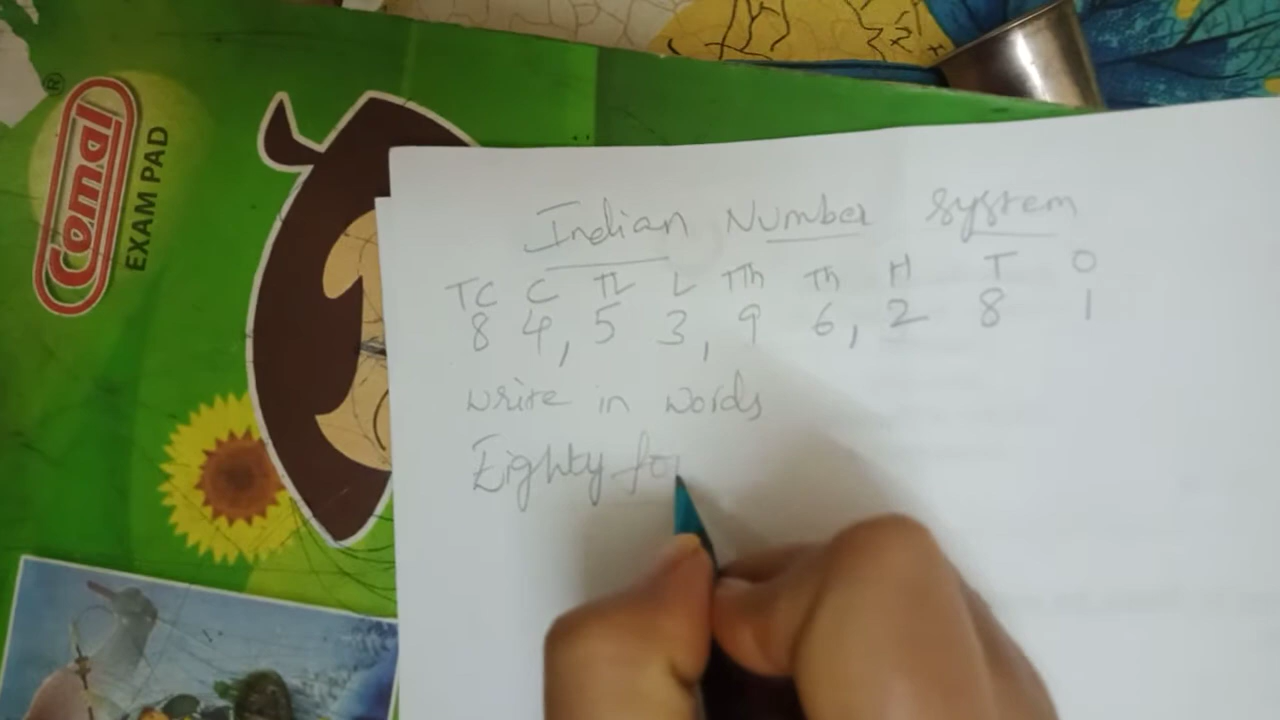 Comal®
EXAM PAD
Indian Number System
TC C TL L TTh Th H T O
8 4, 5 3, 9 6, 2 8 1
write in words
Eighty fo